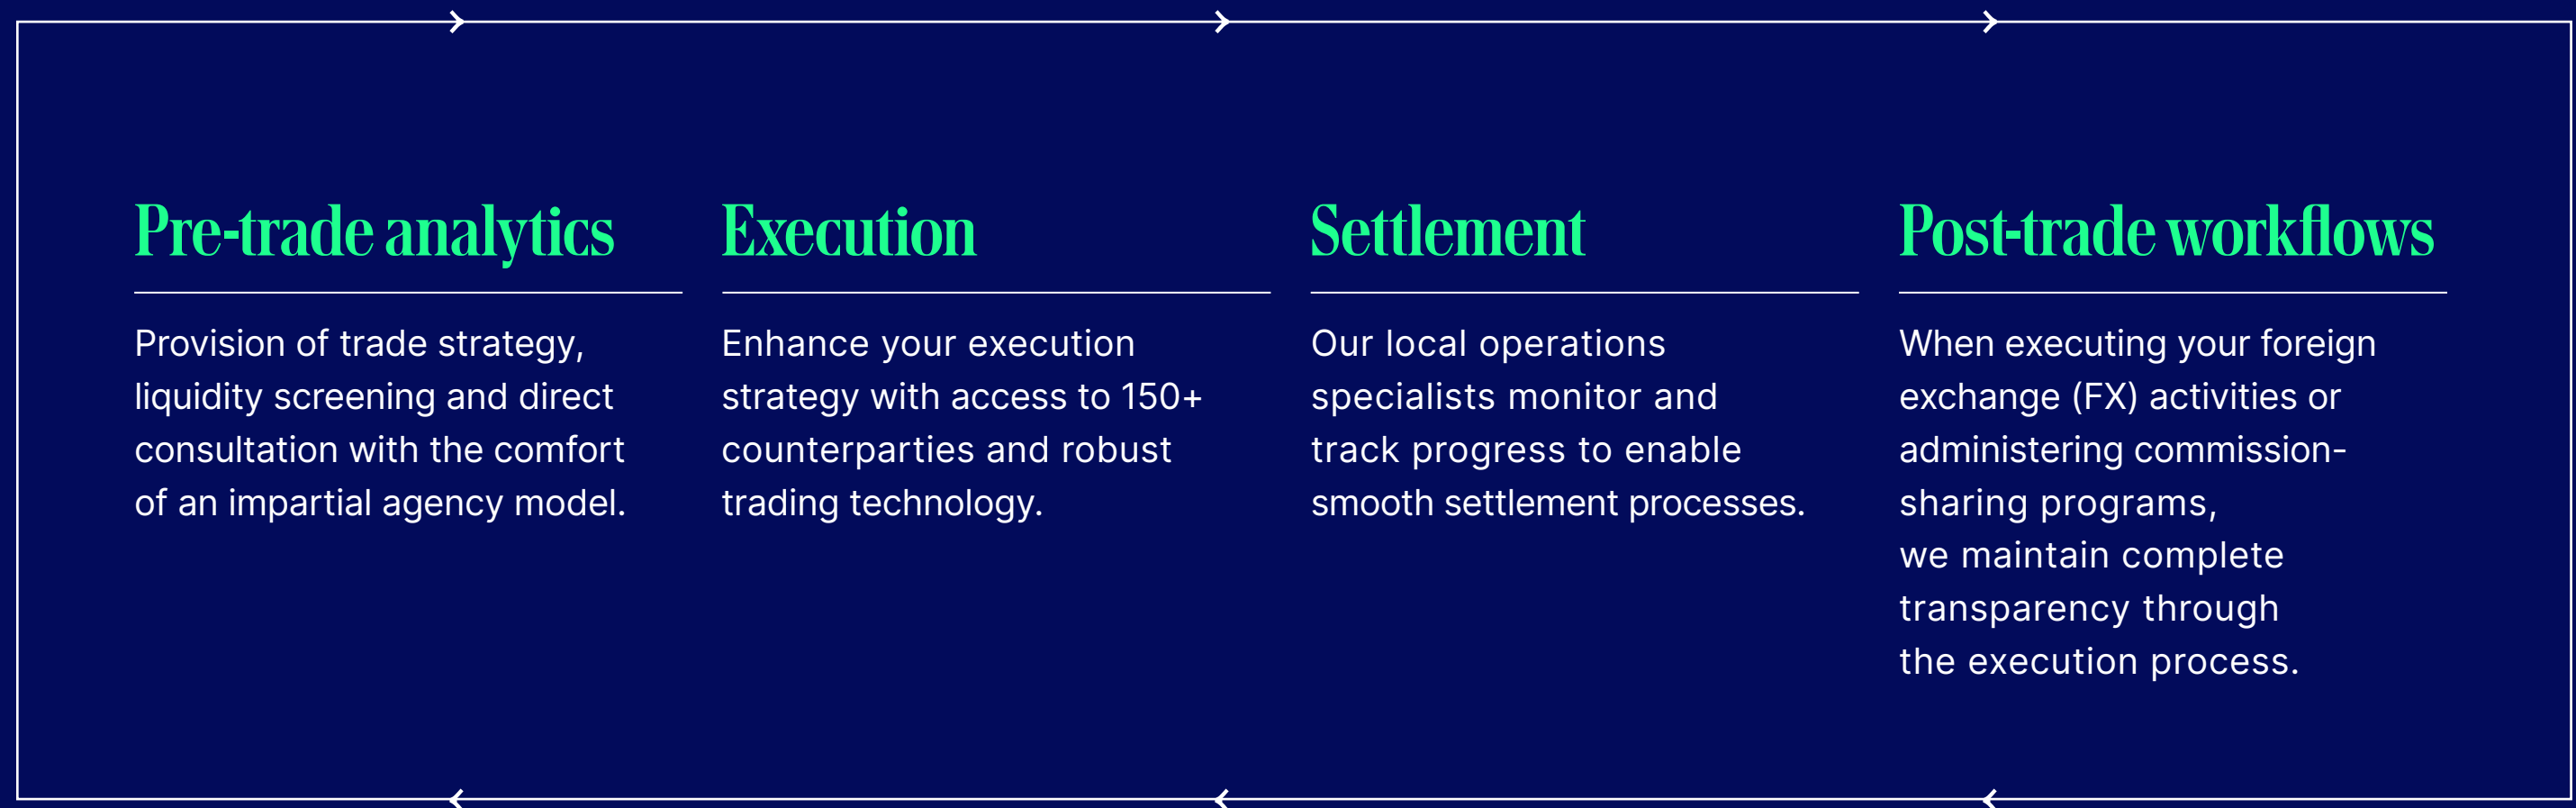 Pre-trade analytics
Provision of trade strategy,
liquidity screening and direct
consultation with the comfort
of an impartial agency model.
Execution
Enhance your execution
strategy with access to 150+
counterparties and robust
trading technology.
Settlement
Our local operations
specialists monitor and
track progress to enable
smooth settlement processes.
Post-trade workflows
When executing your foreign
exchange (FX) activities or
administering commission-
sharing programs,
we maintain complete
transparency through
the execution process.